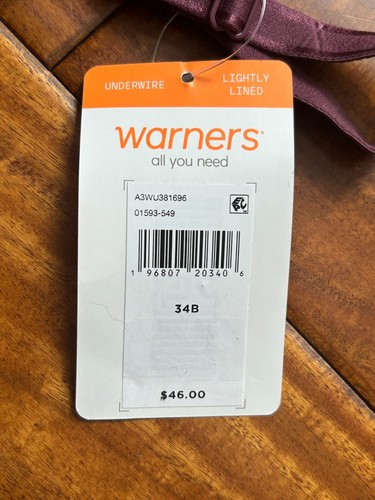 UNDERWIRE
LIGHTLY
LINED
warners
all you need
A3WU381696
01593-549
1 96807 20340 6
34B
$46.00